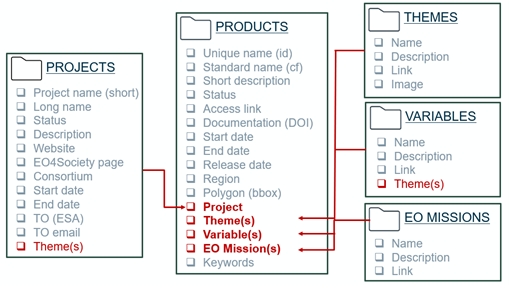 PROJECTS
Project name (short)
Long name
Status
Description
Website
EO4Society page
Consortium
Start date
End date
TO (ESA)
TO email
Theme(s)
PRODUCTS
Unique name (id)
Standard name (cf)
Short description
Status
Access link
Documentation (DOI)
Start date
End date
Release date
Region
Polygon (bbox)
Project
Theme(s)
Variable(s)
EO Mission(s)
Keywords
THEMES
Name
Description
Link
Image
VARIABLES
Name
Description
Link
Theme(s)
EO MISSIONS
Name
Description
Link